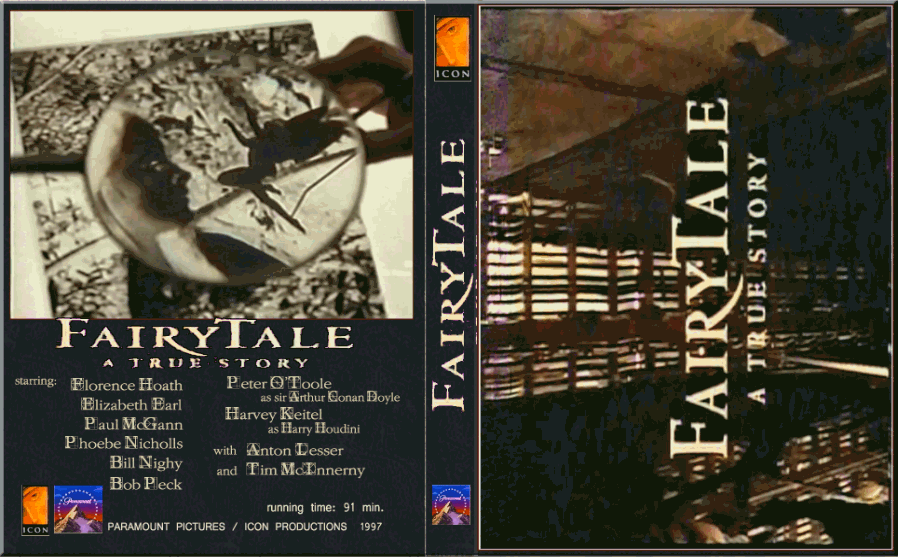 FAIRYTALE
A TRUE STORY
starring:
Florence Hoath
Elizabeth Earl
Paul McGann
Phoebe Nicholls
Bill Nighy
Bob Peck
Peter O'Toole
as sir Arthur Conan Doyle
Harvey Keitel
as Harry Houdini
with Anton Lesser
and Tim McInnerny
running time: 91 min.
ICON
Paramount
PARAMOUNT PICTURES / ICON PRODUCTIONS 1997
ICON
FAIRYTALE
Paramount
FAIRYTALE
A TRUE STORY